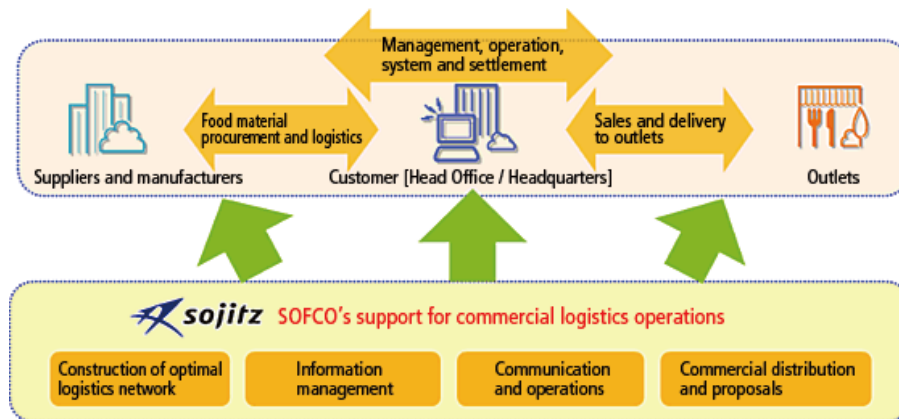 Management, operation,
system and settlement
Food material
procurement and logistics
Sales and delivery
to outlets
Suppliers and manufacturers
Customer [Head Office / Headquarters]
Outlets
sojitz SOFCO's support for commercial logistics operations
Construction of optimal
logistics network
Information
management
Communication
and operations
Commercial distribution
and proposals